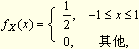 f_X(x) = { 1/2, -1 ≤ x ≤ 1
0, 其他,